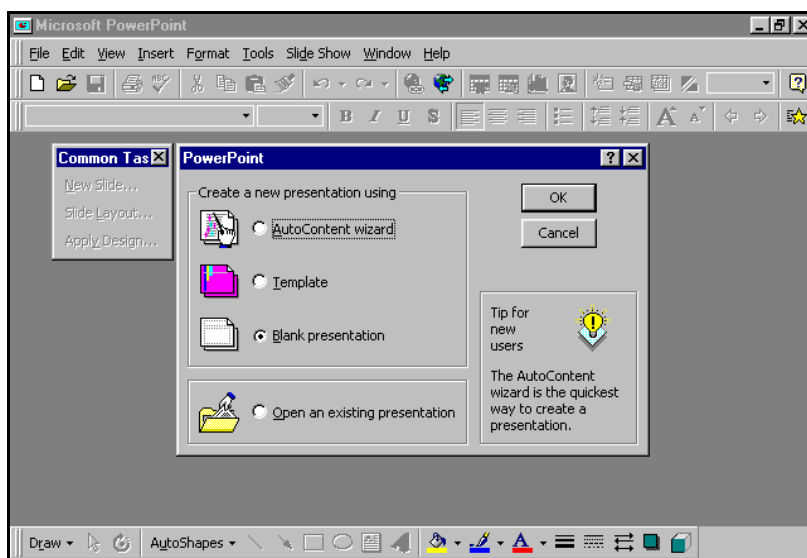 Microsoft PowerPoint
File Edit View Insert Format Tools Slide Show Window Help
ABC
B I U S A A
Common Tas
New Slide...
Slide Layout...
Apply Design...
PowerPoint
Create a new presentation using
AutoContent wizard
Template
Blank presentation
Open an existing presentation
OK
Cancel
Tip for
new
users
The AutoContent
wizard is the quickest
way to create a
presentation.
Draw AutoShapes A